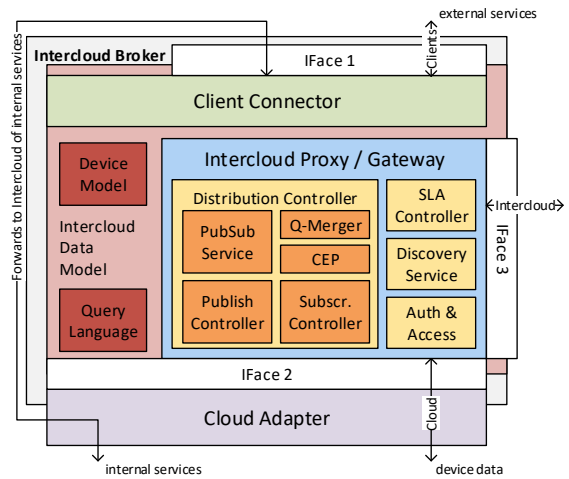 external services
Intercloud Broker
IFace 1
Clients
Client Connector
Forwards to Intercloud of internal services
Device
Model
Intercloud
Data
Model
Query
Language
Intercloud Proxy / Gateway
Distribution Controller
PubSub
Service
Q-Merger
CEP
Publish
Controller
Subscr.
Controller
SLA
Controller
Discovery
Service
Auth &
Access
Intercloud
IFace 3
IFace 2
Cloud
Cloud Adapter
internal services
device data